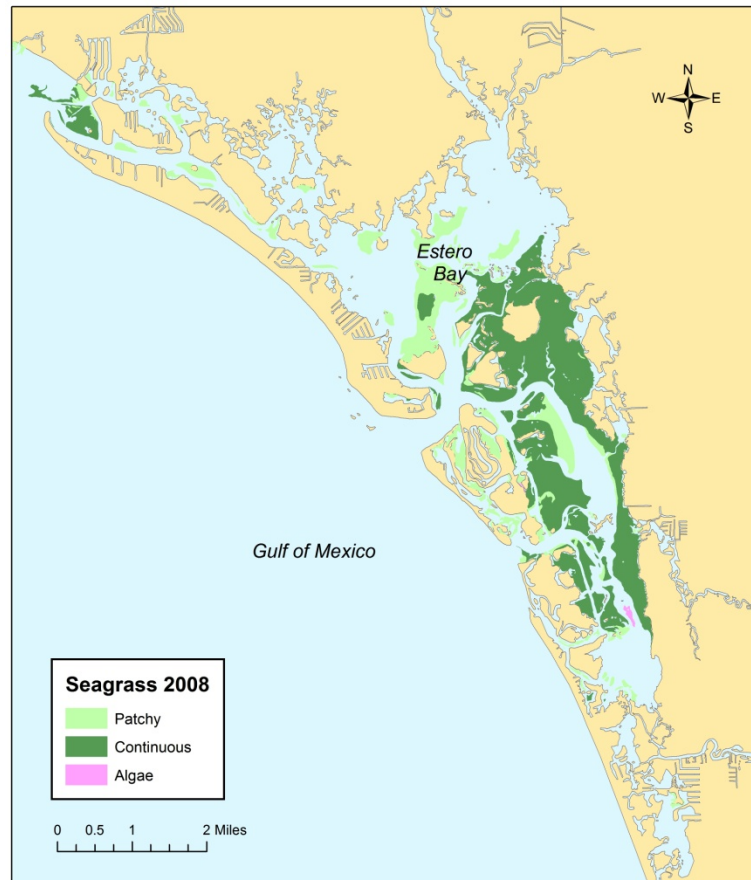 N
W E
S
Estero
Bay
Gulf of Mexico
Seagrass 2008
Patchy
Continuous
Algae
0 0.5 1 2 Miles